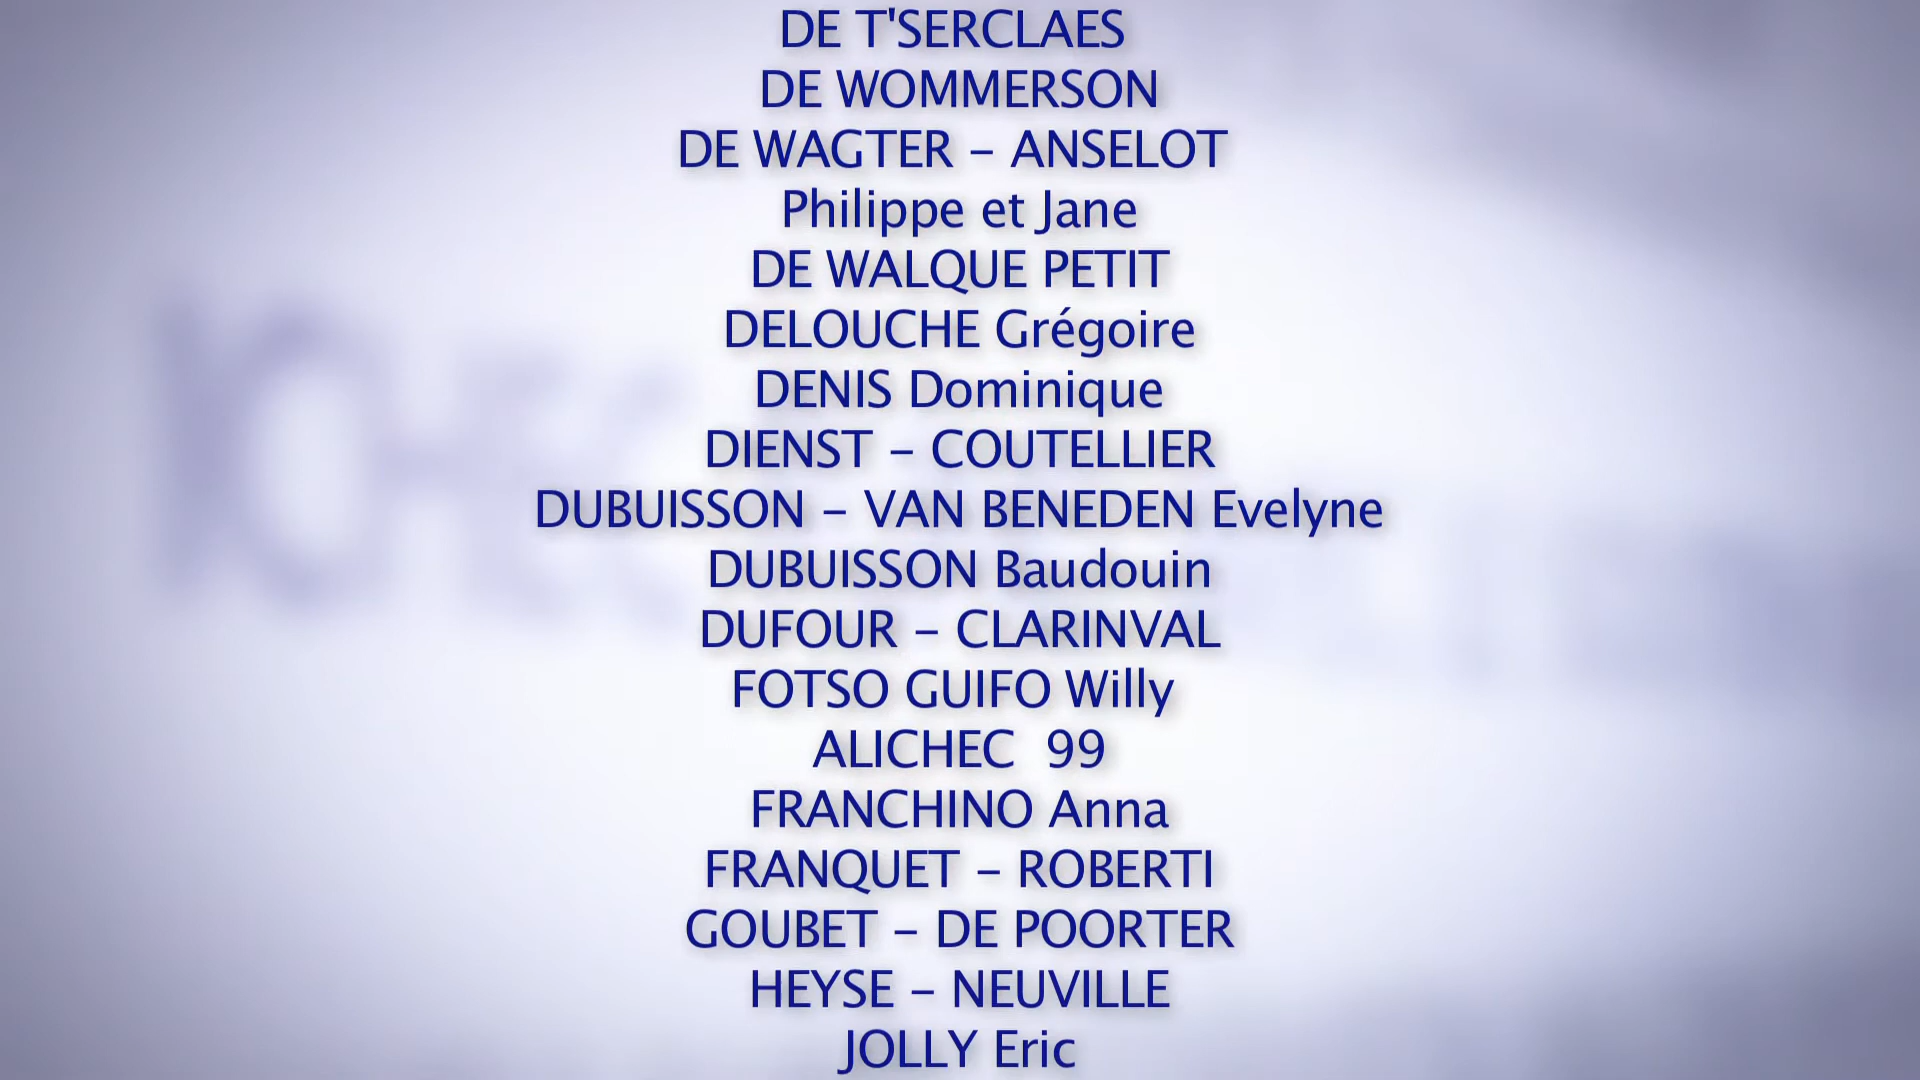 DE T'SERCLAES
DE WOMMERSON
DE WAGTER – ANSELOT
Philippe et Jane
DE WALQUE PETIT
DELOUCHE Grégoire
DENIS Dominique
DIENST – COUTELLIER
DUBUISSON – VAN BENEDEN Evelyne
DUBUISSON Baudouin
DUFOUR – CLARINVAL
FOTSO GUIFO Willy
ALICHEC  99
FRANCHINO Anna
FRANQUET – ROBERTI
GOUBET – DE POORTER
HEYSE – NEUVILLE
JOLLY Eric